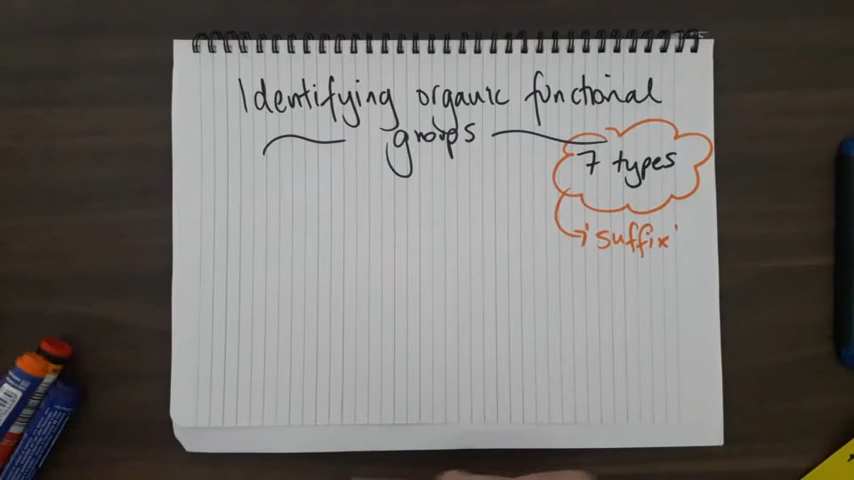 Identifying organic functional
groups
7 types
'suffix'